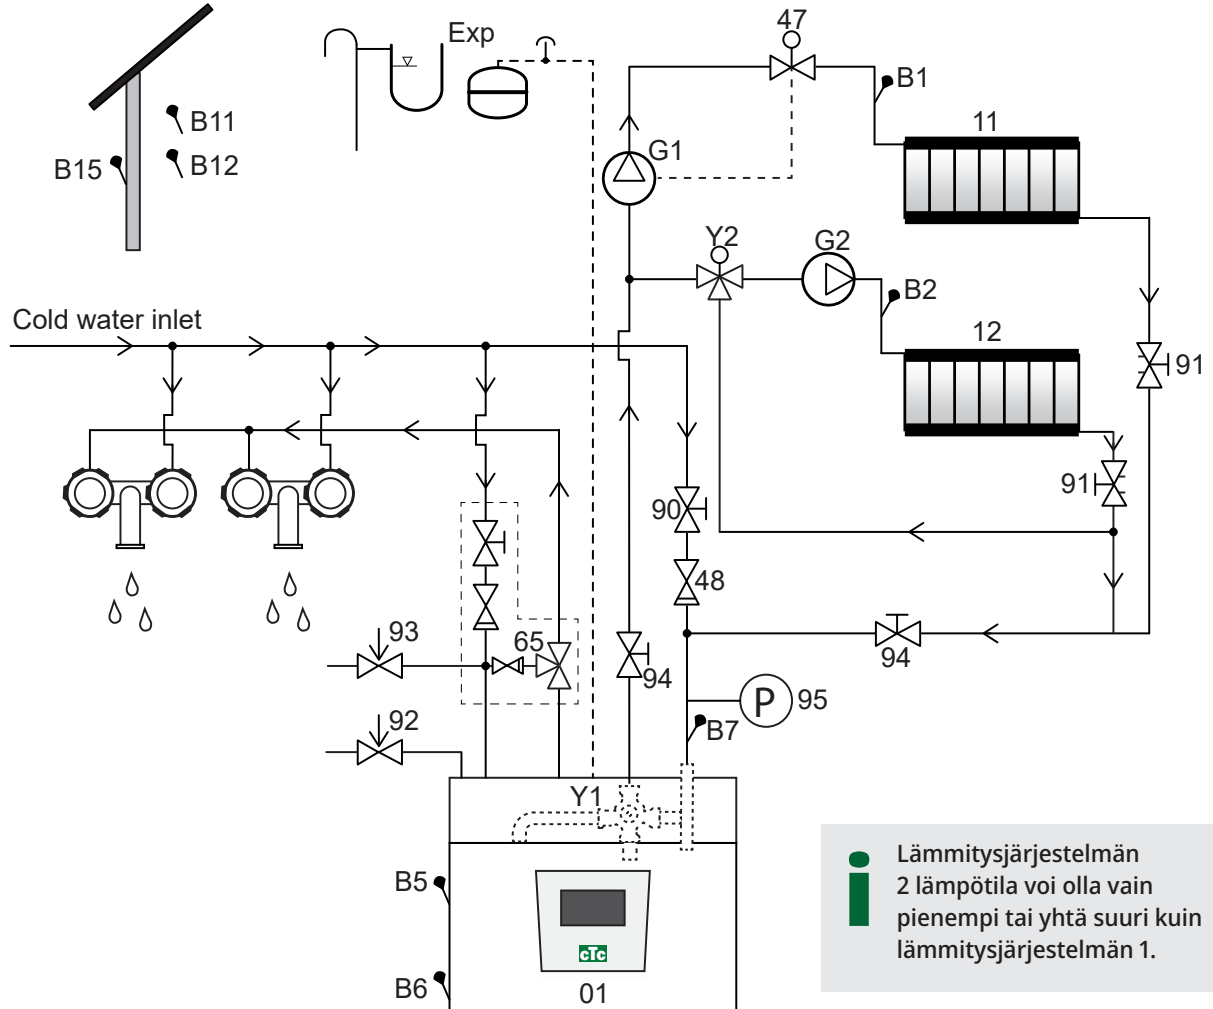 47
Exp
B1
B11
11
G1
B12
B15
Y2
G2
B2
Cold water inlet
12
91
91
90
48
93
65
94
94
P
95
B7
92
Y1
Lämmitysjärjestelmän
2 lämpötila voi olla vain
pienempi tai yhtä suuri kuin
lämmitysjärjestelmän 1.
i
B5
cTc
B6
01